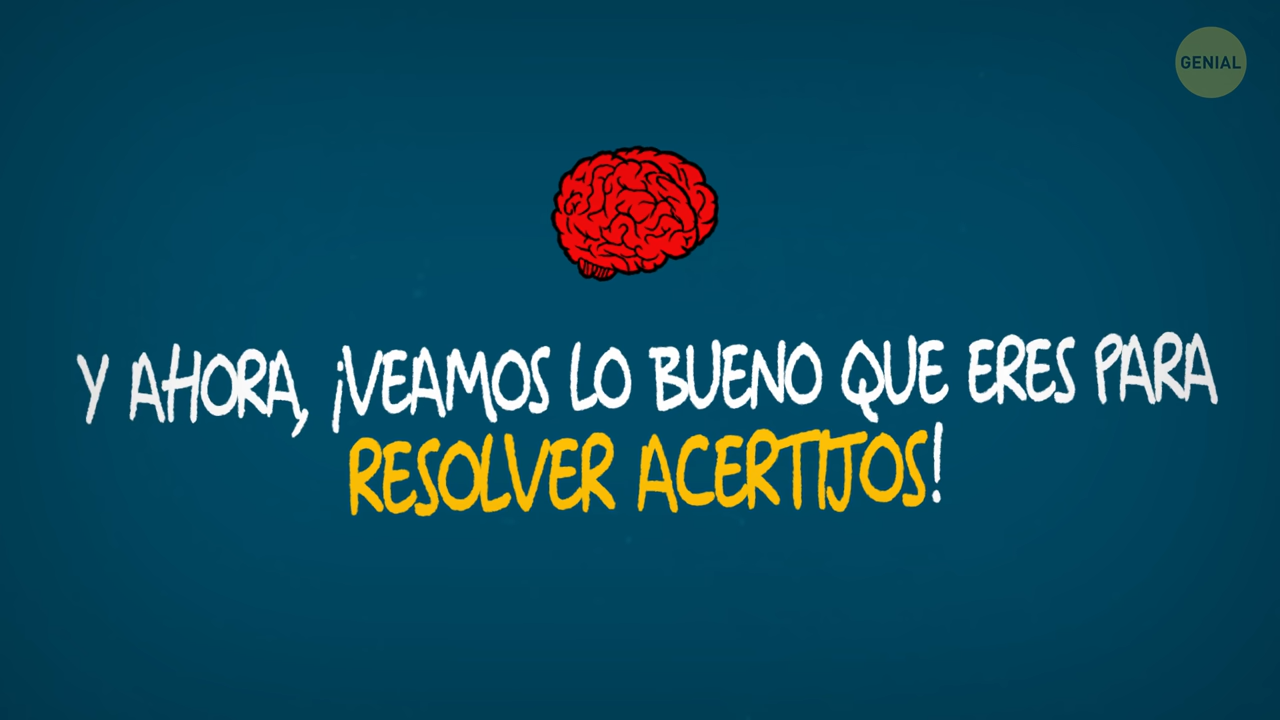 GENIAL
Y AHORA, ¡VEAMOS LO BUENO QUE ERES PARA
RESOLVER ACERTIJOS!